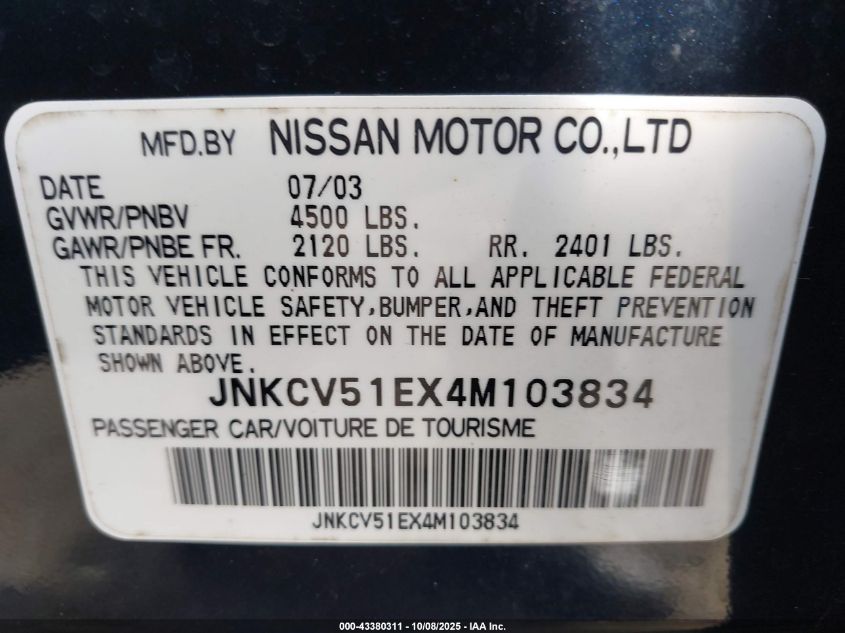 MFD.BY NISSAN MOTOR CO.,LTD
DATE 07/03
GVWR/PNBV 4500 LBS.
GAWR/PNBE FR. 2120 LBS. RR. 2401 LBS.
THIS VEHICLE CONFORMS TO ALL APPLICABLE FEDERAL
MOTOR VEHICLE SAFETY,BUMPER,AND THEFT PREVENTION
STANDARDS IN EFFECT ON THE DATE OF MANUFACTURE
SHOWN ABOVE.
JNKCV51EX4M103834
PASSENGER CAR/VOITURE DE TOURISME
JNKCV51EX4M103834
000-43380311 - 10/08/2025 - IAA Inc.